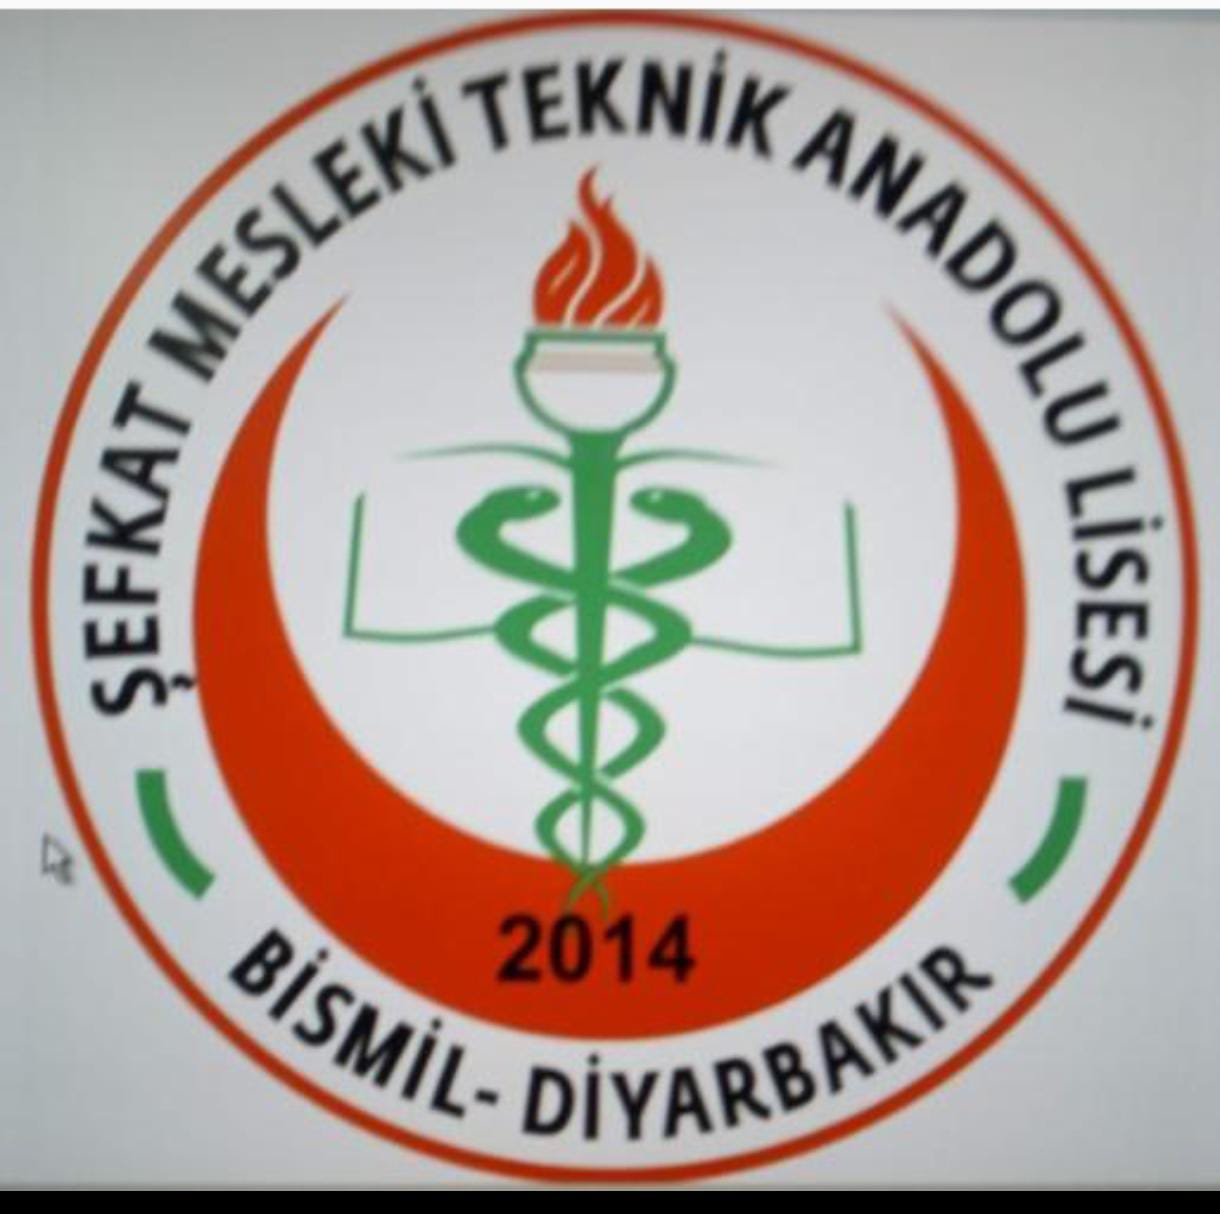 ŞEFKAT MESLEKİ TEKNİK ANADOLU LİSESİ
2014
BİSMİL- DİYARBAKIR